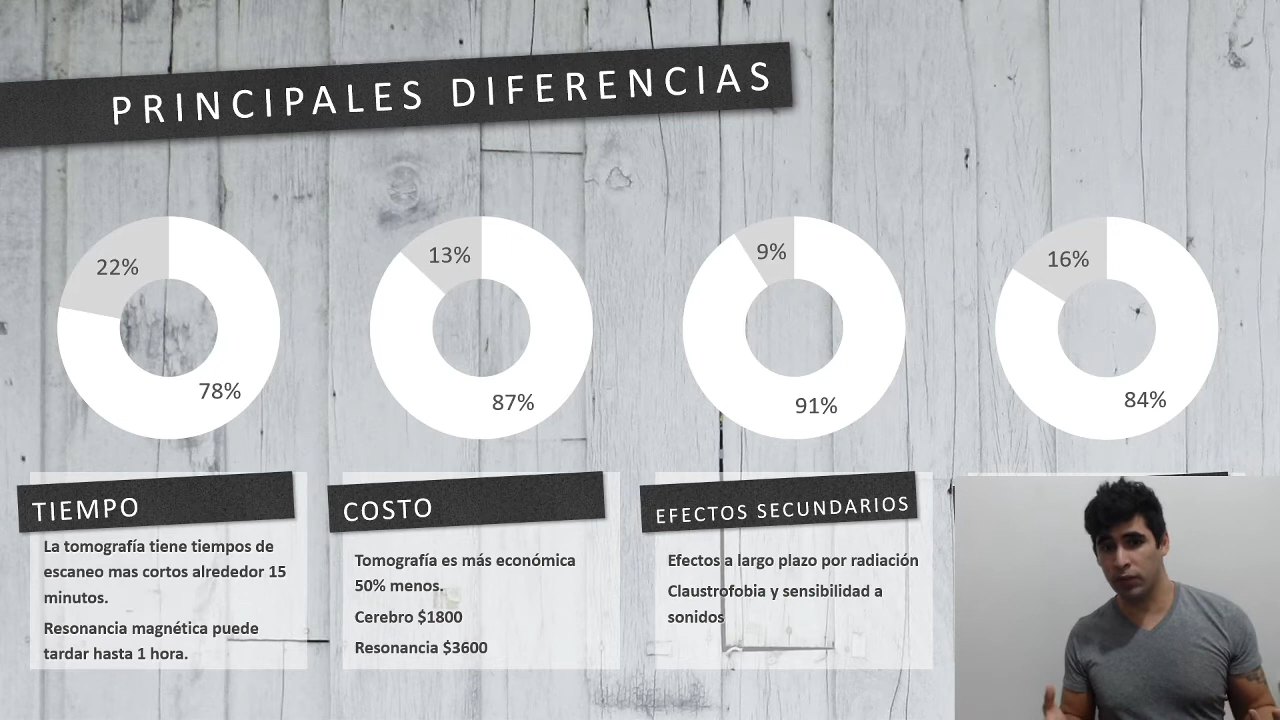 PRINCIPALES DIFERENCIAS
22%
78%
13%
87%
9%
91%
16%
84%
TIEMPO
La tomografía tiene tiempos de
escaneo mas cortos alrededor 15
minutos.
Resonancia magnética puede
tardar hasta 1 hora.
COSTO
Tomografía es más económica
50% menos.
Cerebro $1800
Resonancia $3600
EFECTOS SECUNDARIOS
Efectos a largo plazo por radiación
Claustrofobia y sensibilidad a
sonidos